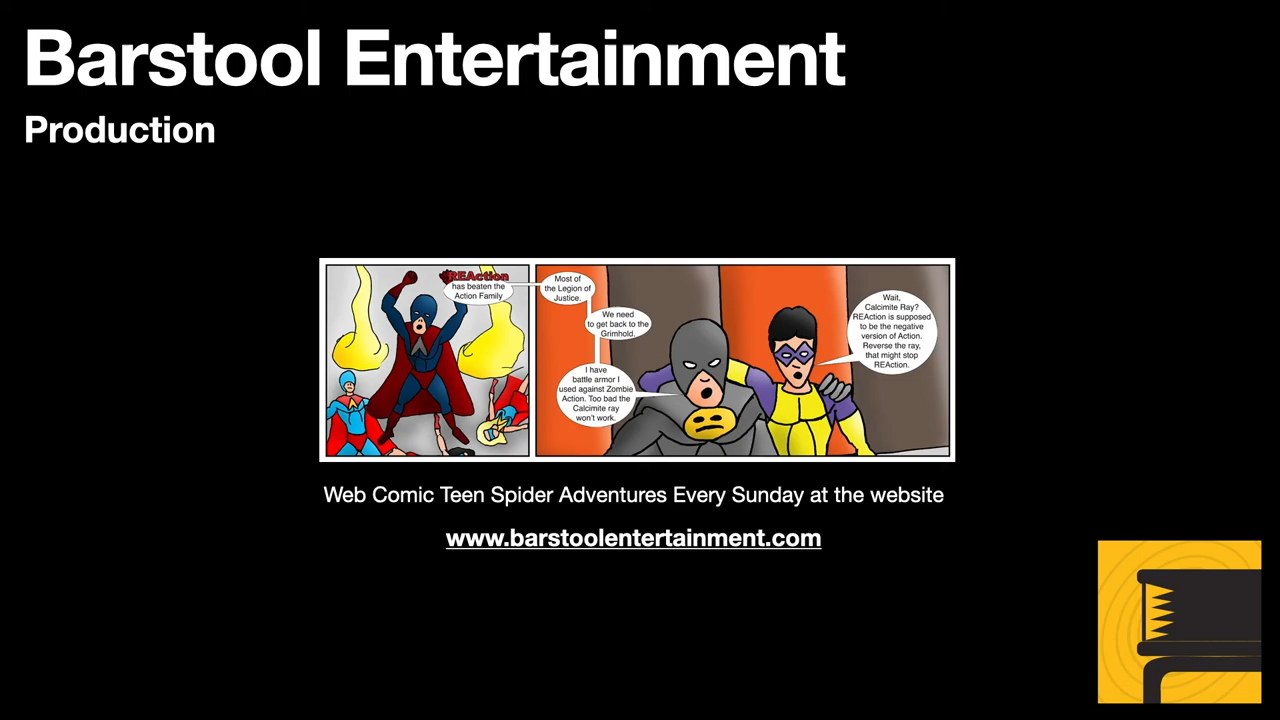 Barstool Entertainment
Production
REAction
has beaten the
Action Family
Most of
the Legion of
Justice.
We need
to get back to the
Grimhold.
I have
battle armor I
used against Zombie
Action. Too bad the
Calcimite ray
won't work.
Wait,
Calcimite Ray?
REAction is supposed
to be the negative
version of Action.
Reverse the ray,
that might stop
REAction.
Web Comic Teen Spider Adventures Every Sunday at the website
www.barstoolentertainment.com